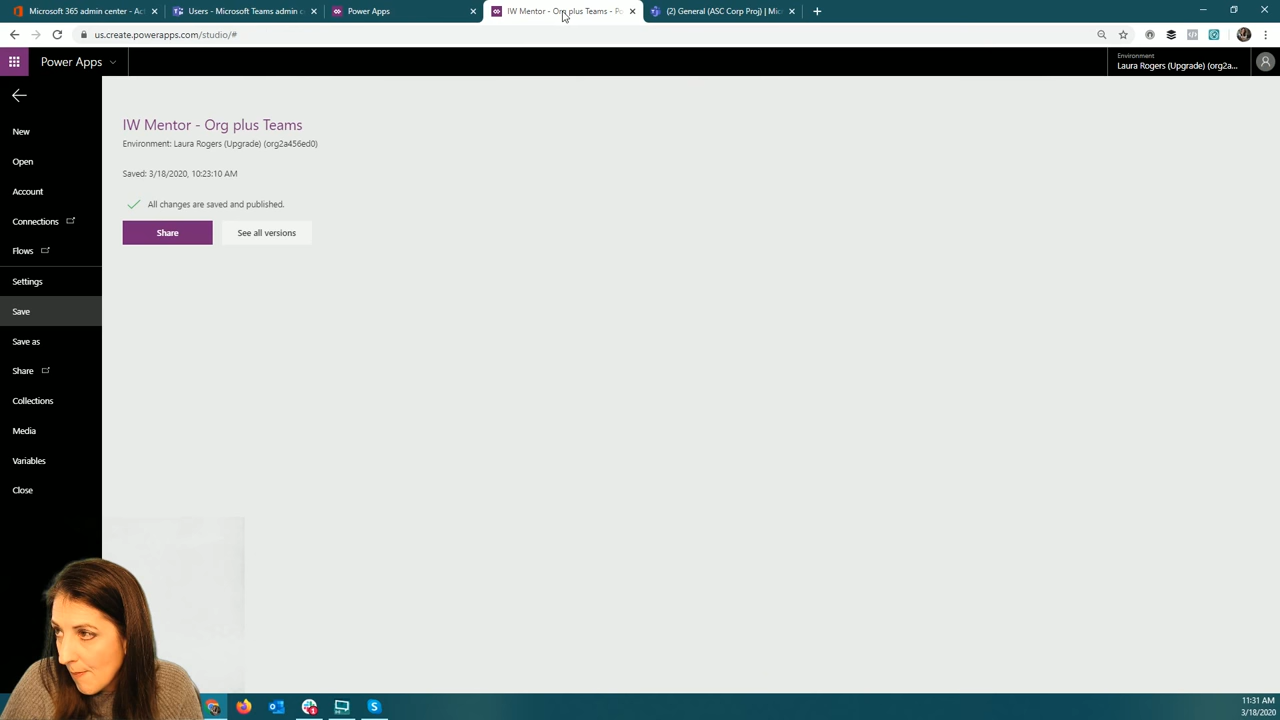 Microsoft 365 admin center - Act
Users - Microsoft Teams admin c
Power Apps
IW Mentor - Org plus Teams - Po
(2) General (ASC Corp Proj) | Mic
us.create.powerapps.com/studio/#
Power Apps
Environment
Laura Rogers (Upgrade) (org2a...
New
Open
Account
Connections
Flows
Settings
Save
Save as
Share
Collections
Media
Variables
Close
IW Mentor - Org plus Teams
Environment: Laura Rogers (Upgrade) (org2a456ed0)
Saved: 3/18/2020, 10:23:10 AM
All changes are saved and published.
Share
See all versions
11:31 AM
3/18/2020